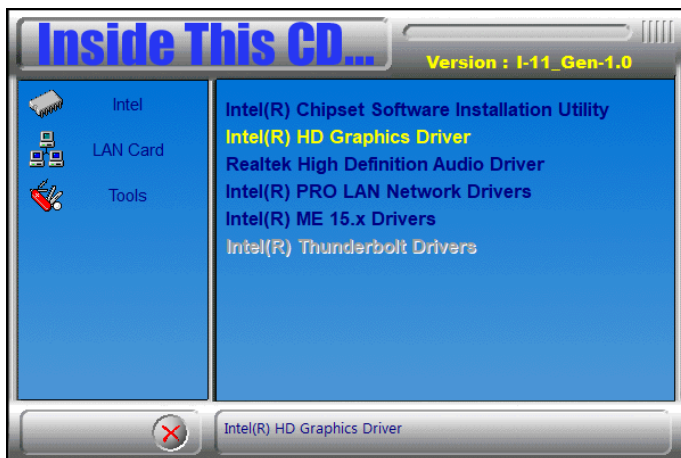 Inside This CD...
Version : I-11_Gen-1.0
Intel
LAN Card
Tools
Intel(R) Chipset Software Installation Utility
Intel(R) HD Graphics Driver
Realtek High Definition Audio Driver
Intel(R) PRO LAN Network Drivers
Intel(R) ME 15.x Drivers
Intel(R) Thunderbolt Drivers
Intel(R) HD Graphics Driver